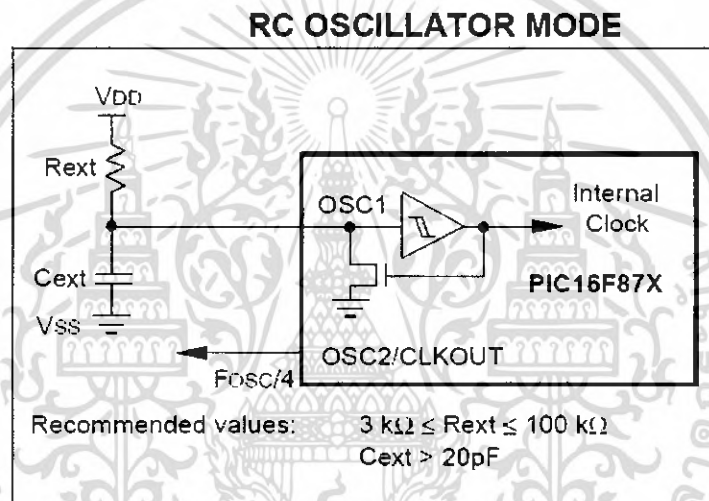 RC OSCILLATOR MODE
VDD
Rext
OSC1
Internal
Clock
Cext
PIC16F87X
VSS
OSC2/CLKOUT
FOSC/4
Recommended values: 3 kΩ ≤ Rext ≤ 100 kΩ
Cext > 20pF